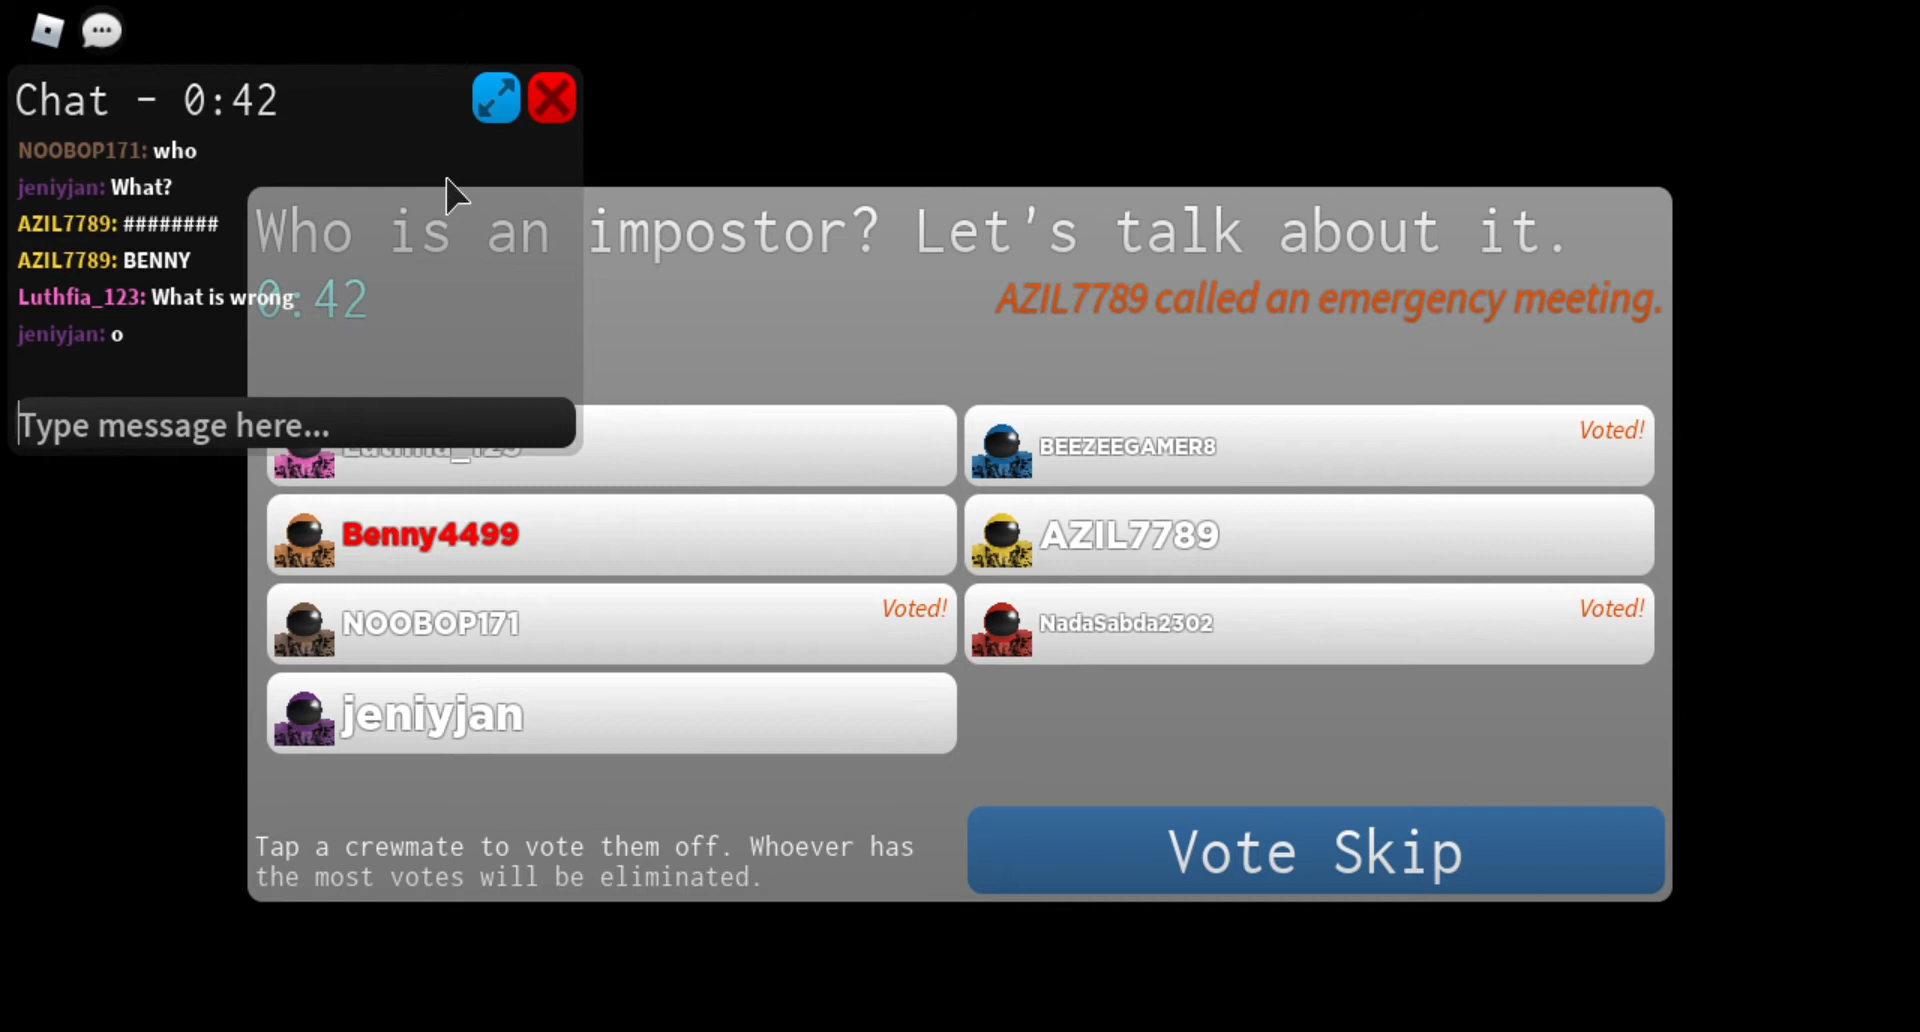 Chat - 0:42
NOOBOP171: who
jeniyjan: What?
AZIL7789: ########
AZIL7789: BENNY
Luthfia_123: What is wrong
jeniyjan: o
Type message here...
Who is an impostor? Let's talk about it.
0:42
AZIL7789 called an emergency meeting.
Luthfia_123
BEEZEEGAMER8
Voted!
Benny4499
AZIL7789
NOOBOP171
Voted!
NadaSabda2302
Voted!
jeniyjan
Tap a crewmate to vote them off. Whoever has
the most votes will be eliminated.
Vote Skip